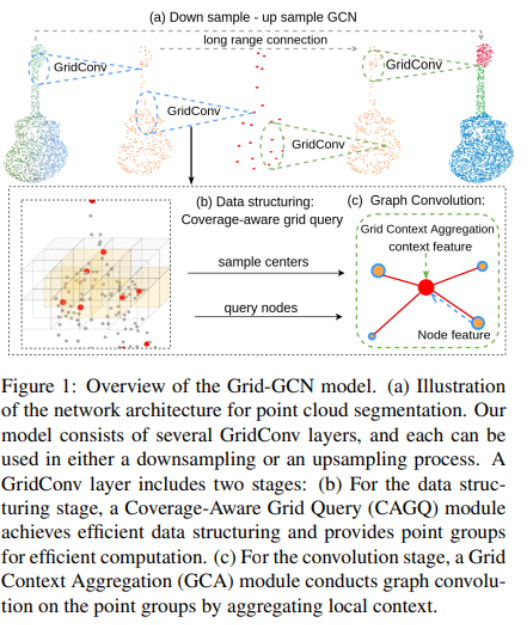 (a) Down sample - up sample GCN
long range connection
GridConv
GridConv
GridConv
GridConv
(b) Data structuring:
Coverage-aware grid query
(c) Graph Convolution:
sample centers
query nodes
Grid Context Aggregation
context feature
Node feature
Figure 1: Overview of the Grid-GCN model. (a) Illustration
of the network architecture for point cloud segmentation. Our
model consists of several GridConv layers, and each can be
used in either a downsampling or an upsampling process. A
GridConv layer includes two stages: (b) For the data struc-
turing stage, a Coverage-Aware Grid Query (CAGQ) module
achieves efficient data structuring and provides point groups
for efficient computation. (c) For the convolution stage, a Grid
Context Aggregation (GCA) module conducts graph convolu-
tion on the point groups by aggregating local context.